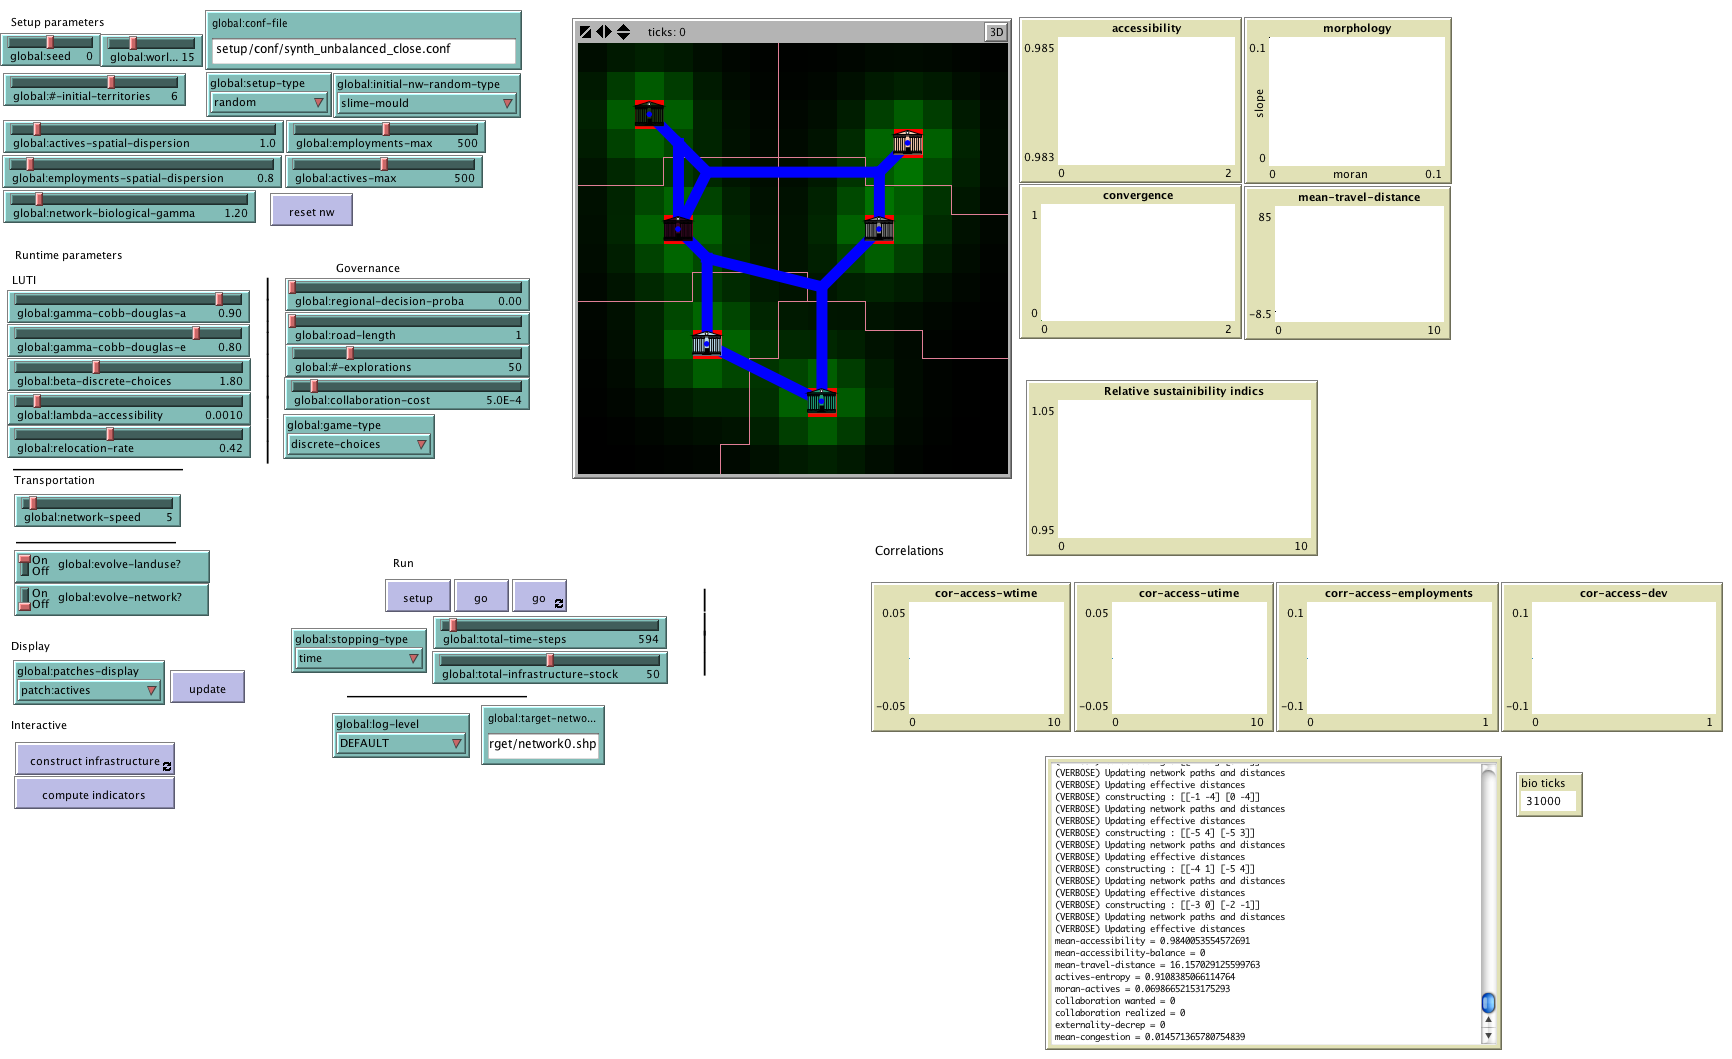 Setup parameters
global:seed 0
global:worl... 15
global:conf-file
setup/conf/synth_unbalanced_close.conf
global:#-initial-territories 6
global:setup-type
random
global:initial-nw-random-type
slime-mould
global:actives-spatial-dispersion 1.0
global:employments-max 500
global:employments-spatial-dispersion 0.8
global:actives-max 500
global:network-biological-gamma 1.20
reset nw
Runtime parameters
LUTI
global:gamma-cobb-douglas-a 0.90
global:gamma-cobb-douglas-e 0.80
global:beta-discrete-choices 1.80
global:lambda-accessibility 0.0010
global:relocation-rate 0.42
Governance
global:regional-decision-proba 0.00
global:road-length 1
global:#-explorations 50
global:collaboration-cost 5.0E-4
global:game-type
discrete-choices
Transportation
global:network-speed 5
On
Off
global:evolve-landuse?
On
Off
global:evolve-network?
Display
global:patches-display
patch:actives
update
Interactive
construct infrastructure
compute indicators
Run
setup
go
go
global:stopping-type
time
global:total-time-steps 594
global:total-infrastructure-stock 50
global:log-level
DEFAULT
global:target-netwo...
rget/network0.shp
ticks: 0
3D
accessibility
0.985
0.983
0
2
morphology
0.1
slope
0
0
moran
0.1
convergence
1
0
0
2
mean-travel-distance
85
-8.5
0
10
Relative sustainibility indics
1.05
0.95
0
10
Correlations
cor-access-wtime
0.05
-0.05
0
10
cor-access-utime
0.05
-0.05
0
10
corr-access-employments
0.1
-0.1
0
1
cor-access-dev
0.1
-0.1
0
1
(VERBOSE) Updating network paths and distances
(VERBOSE) Updating effective distances
(VERBOSE) constructing : [[-1 -4] [0 -4]]
(VERBOSE) Updating network paths and distances
(VERBOSE) Updating effective distances
(VERBOSE) constructing : [[-5 4] [-5 3]]
(VERBOSE) Updating network paths and distances
(VERBOSE) Updating effective distances
(VERBOSE) constructing : [[-4 1] [-5 4]]
(VERBOSE) Updating network paths and distances
(VERBOSE) Updating effective distances
(VERBOSE) constructing : [[-3 0] [-2 -1]]
(VERBOSE) Updating network paths and distances
(VERBOSE) Updating effective distances
mean-accessibility = 0.9840053554572691
mean-accessibility-balance = 0
mean-travel-distance = 16.157029125599763
actives-entropy = 0.9108385066114764
moran-actives = 0.06986652153175293
collaboration wanted = 0
collaboration realized = 0
externality-decrep = 0
mean-congestion = 0.014571365780754839
bio ticks
31000